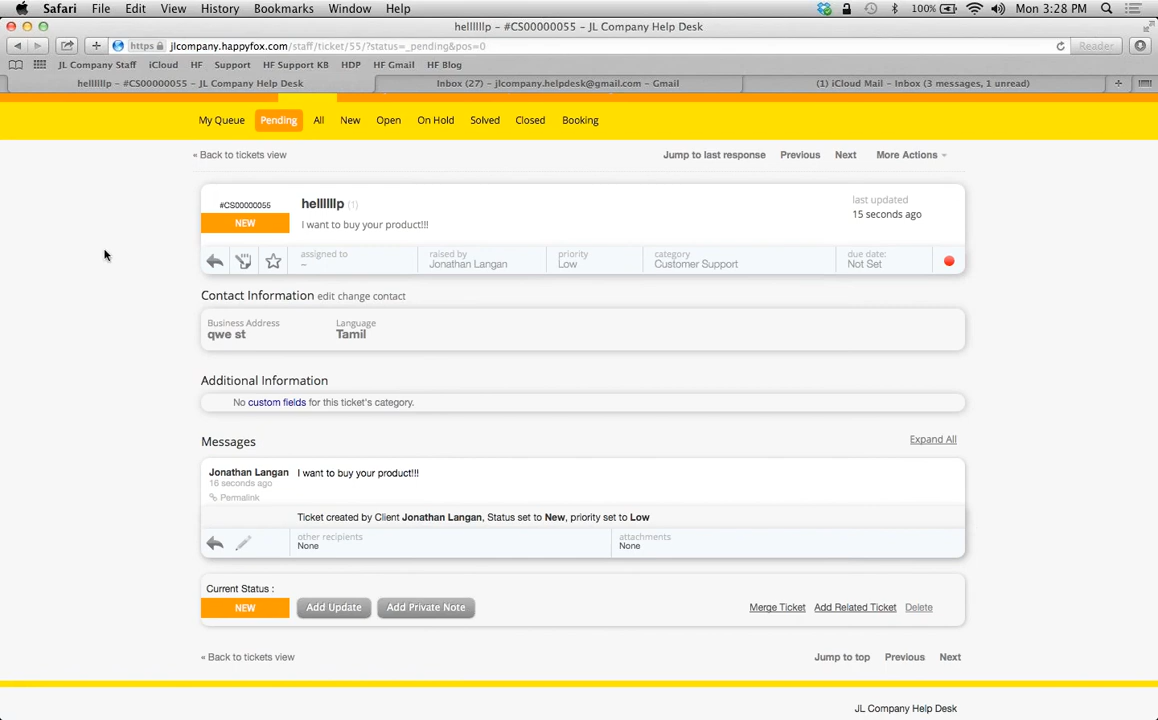 Safari File Edit View History Bookmarks Window Help 100% Mon 3:28 PM
helllllllp – #CS00000055 – JL Company Help Desk
https jlcompany.happyfox.com/staff/ticket/55/?status=_pending&pos=0 Reader
JL Company Staff iCloud HF Support HF Support KB HDP HF Gmail HF Blog
helllllllp – #CS00000055 – JL Company Help Desk Inbox (27) – jlcompany.helpdesk@gmail.com – Gmail (1) iCloud Mail – Inbox (3 messages, 1 unread)
My Queue Pending All New Open On Hold Solved Closed Booking
« Back to tickets view Jump to last response Previous Next More Actions
#CS00000055 helllllllp (1) last updated
NEW I want to buy your product!!! 15 seconds ago
assigned to raised by priority category due date:
– Jonathan Langan Low Customer Support Not Set
Contact Information edit change contact
Business Address Language
qwe st Tamil
Additional Information
No custom fields for this ticket's category.
Messages Expand All
Jonathan Langan I want to buy your product!!!
16 seconds ago
Permalink
Ticket created by Client Jonathan Langan, Status set to New, priority set to Low
other recipients attachments
None None
Current Status :
NEW Add Update Add Private Note Merge Ticket Add Related Ticket Delete
« Back to tickets view Jump to top Previous Next
JL Company Help Desk